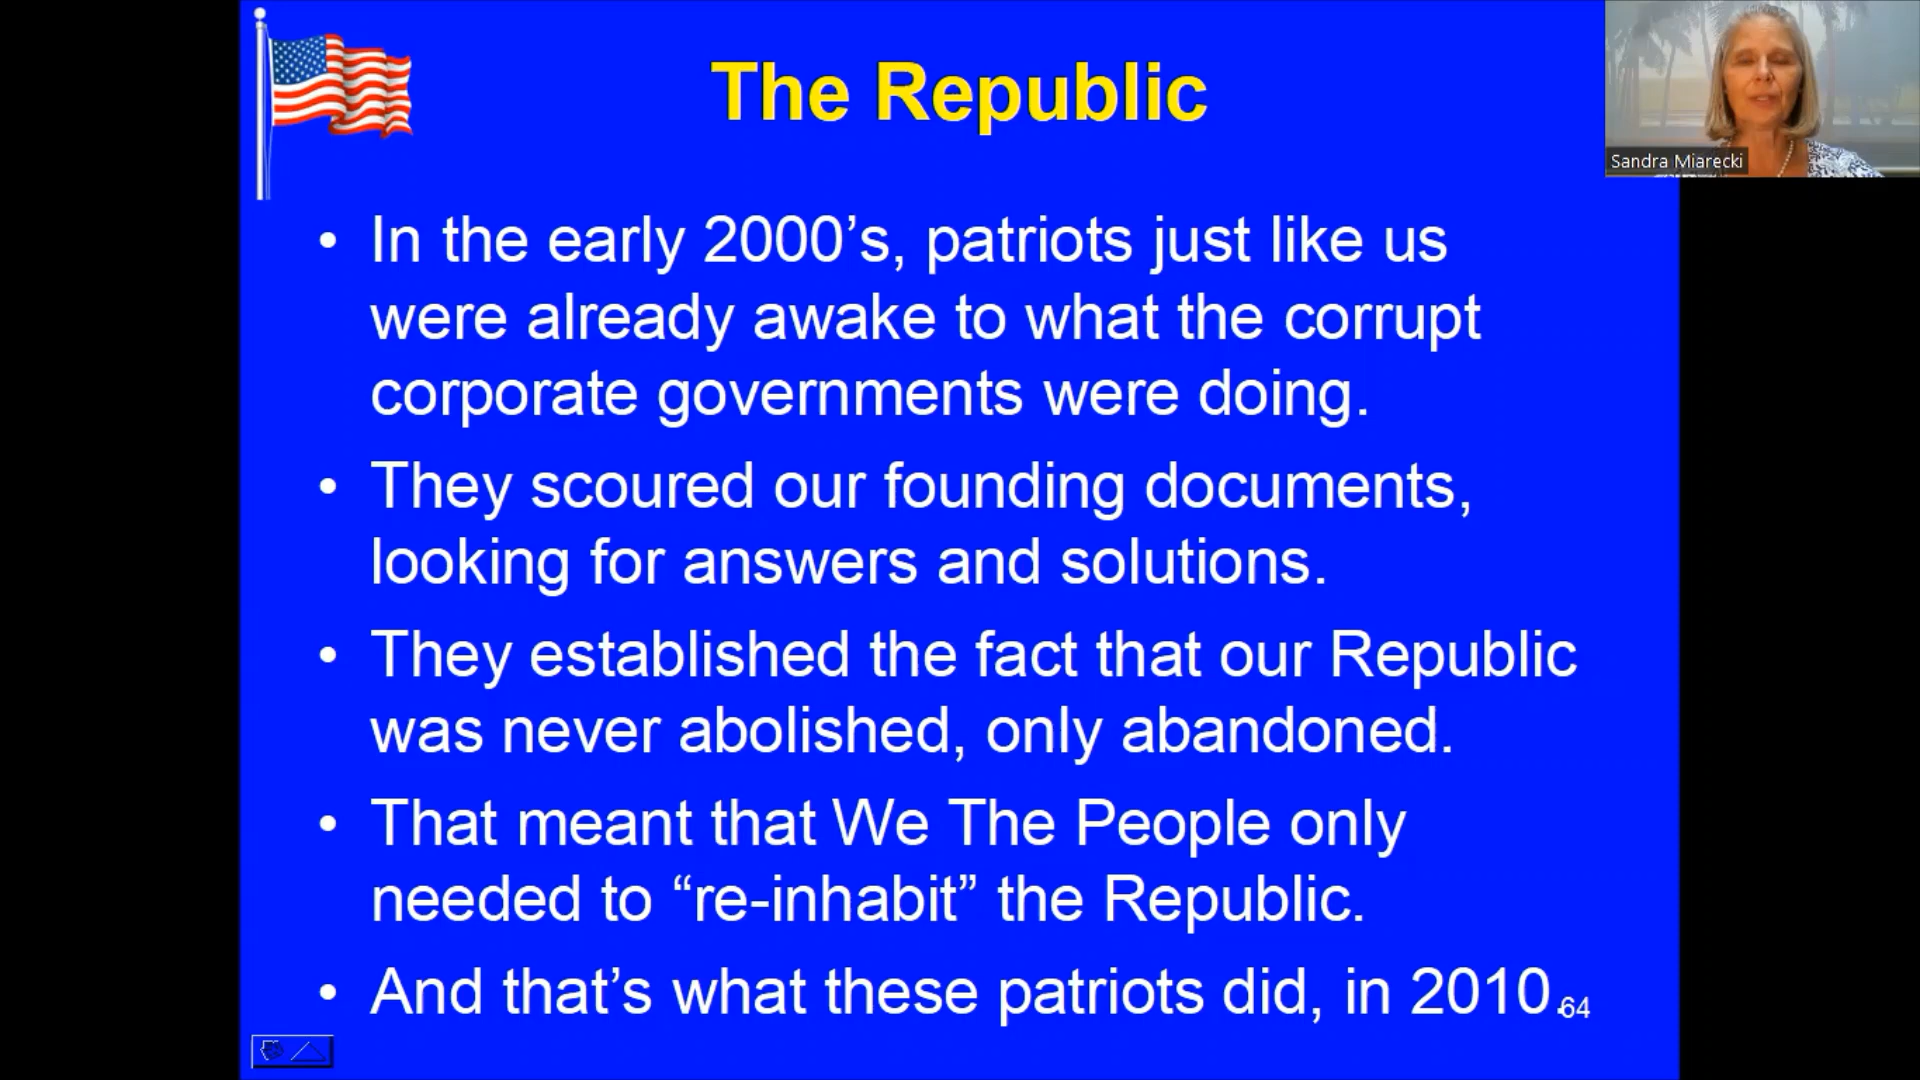 The Republic
Sandra Miarecki
• In the early 2000’s, patriots just like us
were already awake to what the corrupt
corporate governments were doing.
• They scoured our founding documents,
looking for answers and solutions.
• They established the fact that our Republic
was never abolished, only abandoned.
• That meant that We The People only
needed to “re-inhabit” the Republic.
• And that’s what these patriots did, in 2010.
64